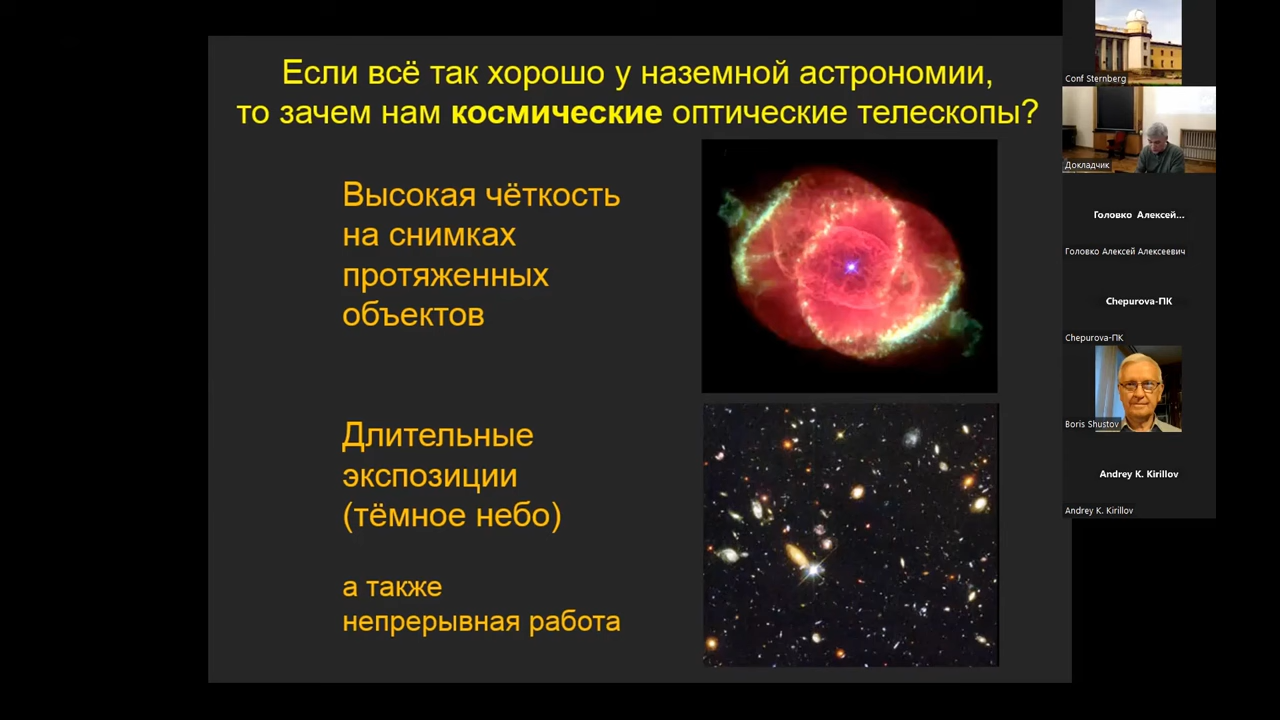 Если всё так хорошо у наземной астрономии,
то зачем нам космические оптические телескопы?
Высокая чёткость
на снимках
протяженных
объектов
Длительные
экспозиции
(тёмное небо)
а также
непрерывная работа
Conf Sternberg
Докладчик
Головко Алексей...
Головко Алексей Алексеевич
Chepurova-ПК
Chepurova-ПК
Boris Shustov
Andrey K. Kirillov
Andrey K. Kirillov